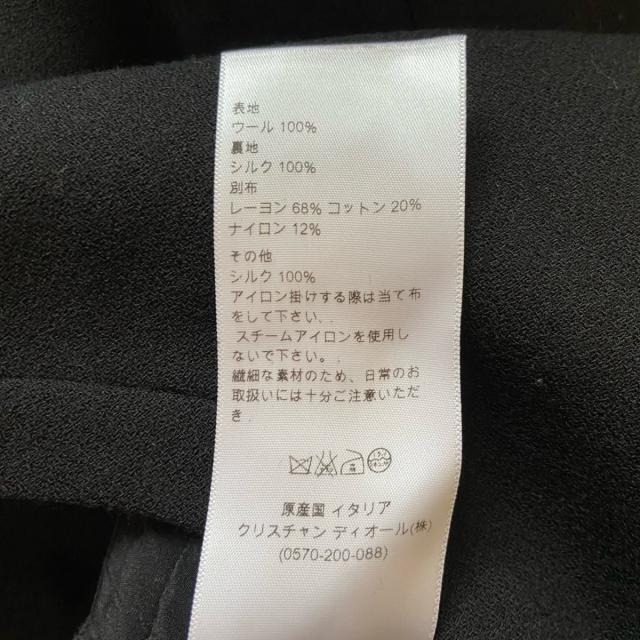 表地
ウール 100%
裏地
シルク 100%
別布
レーヨン 68% コットン 20%
ナイロン 12%
その他
シルク 100%
アイロン掛けする際は当て布
をして下さい、.
スチームアイロンを使用し
ないで下さい。.
繊細な素材のため、日常のお
取扱いには十分ご注意いただ
き .
原産国 イタリア
クリスチャン ディオール(株)
(0570-200-088)